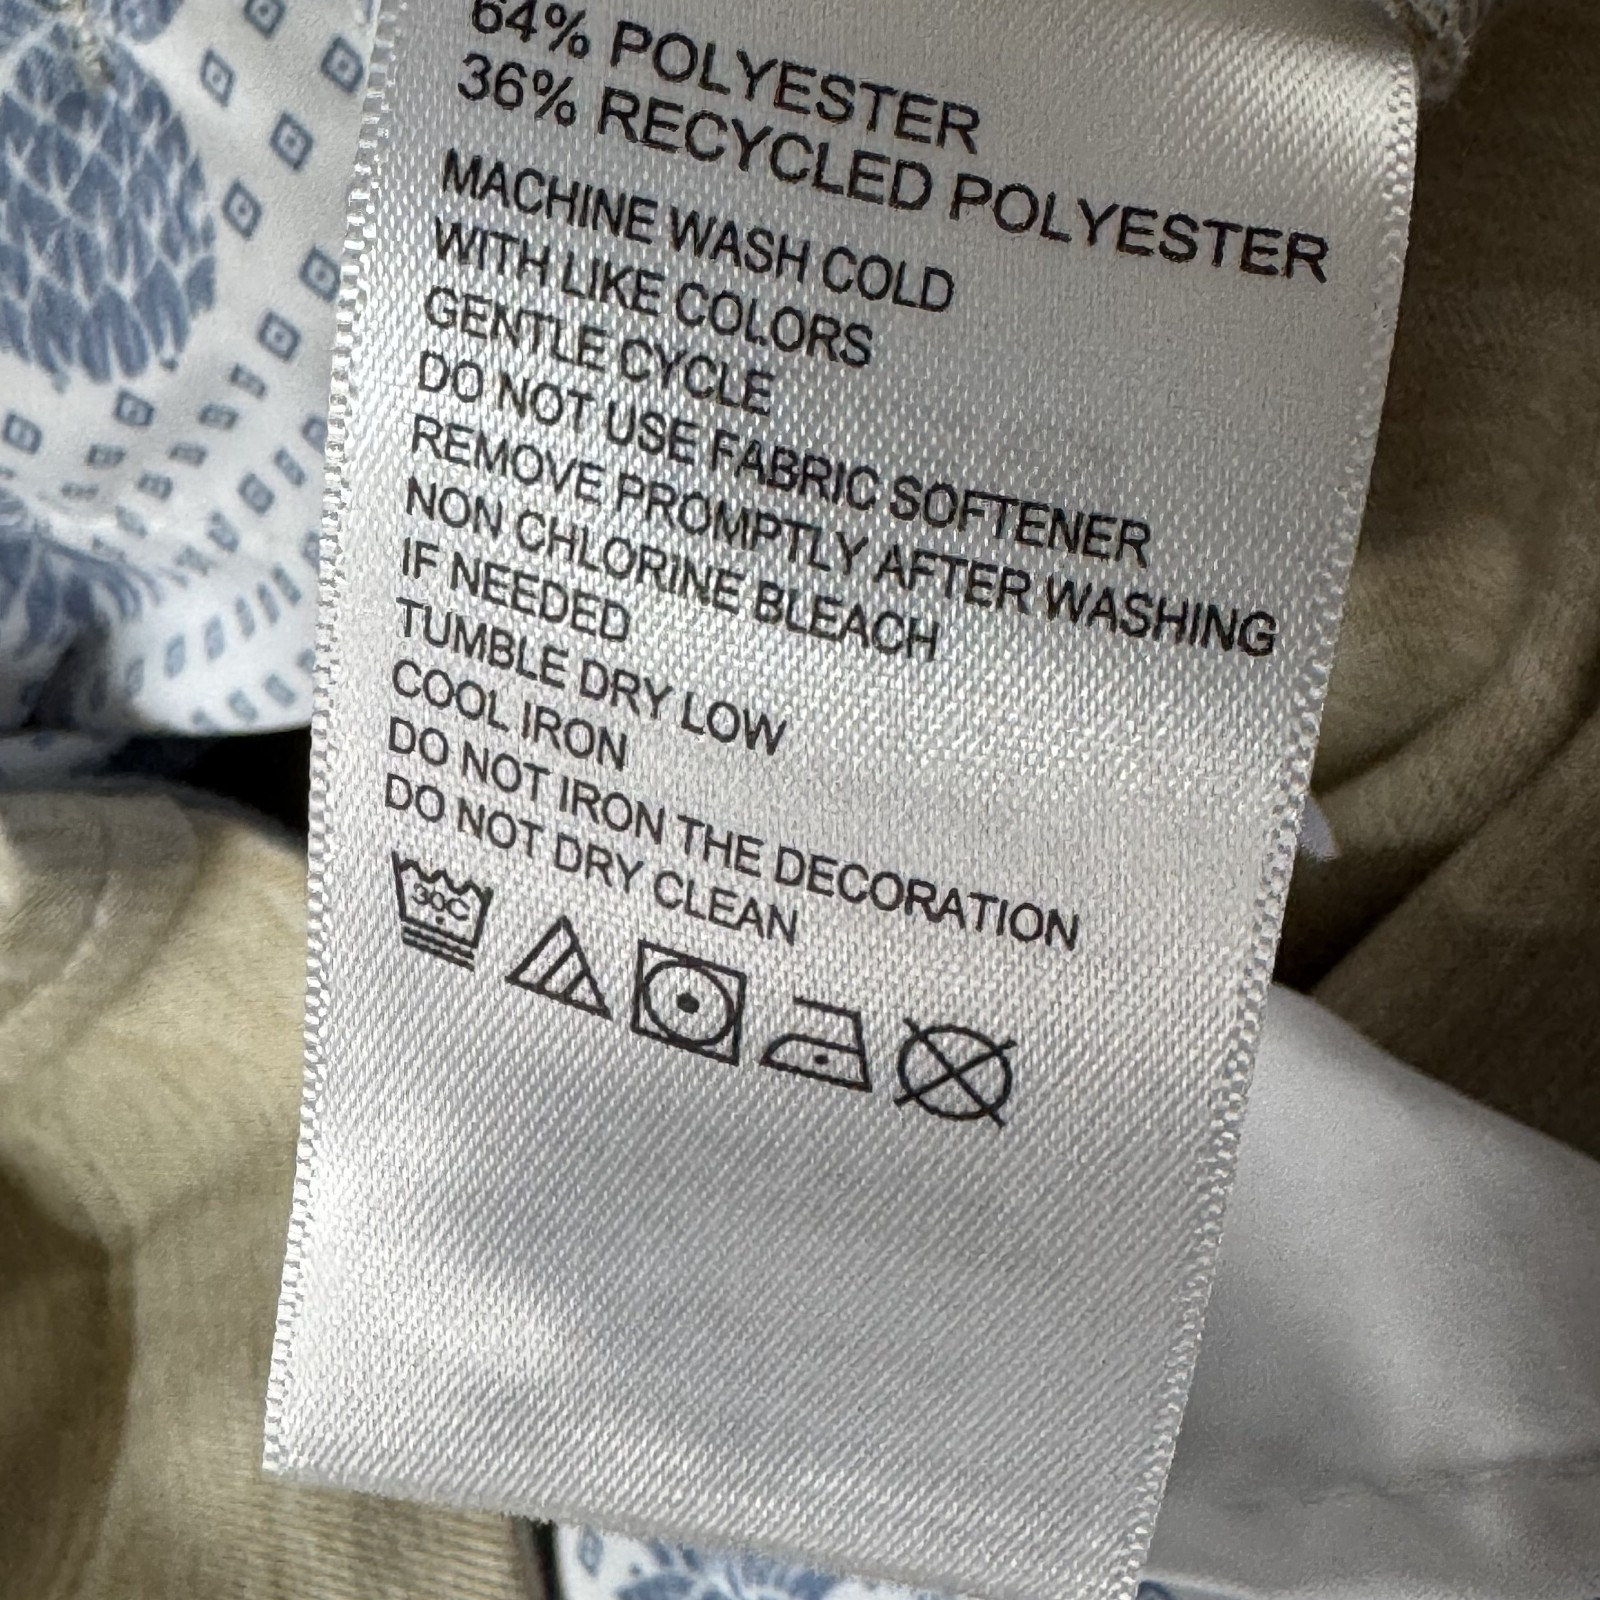 64% POLYESTER
36% RECYCLED POLYESTER
MACHINE WASH COLD
WITH LIKE COLORS
GENTLE CYCLE
DO NOT USE FABRIC SOFTENER
REMOVE PROMPTLY AFTER WASHING
NON CHLORINE BLEACH
IF NEEDED
TUMBLE DRY LOW
COOL IRON
DO NOT IRON THE DECORATION
DO NOT DRY CLEAN
30C